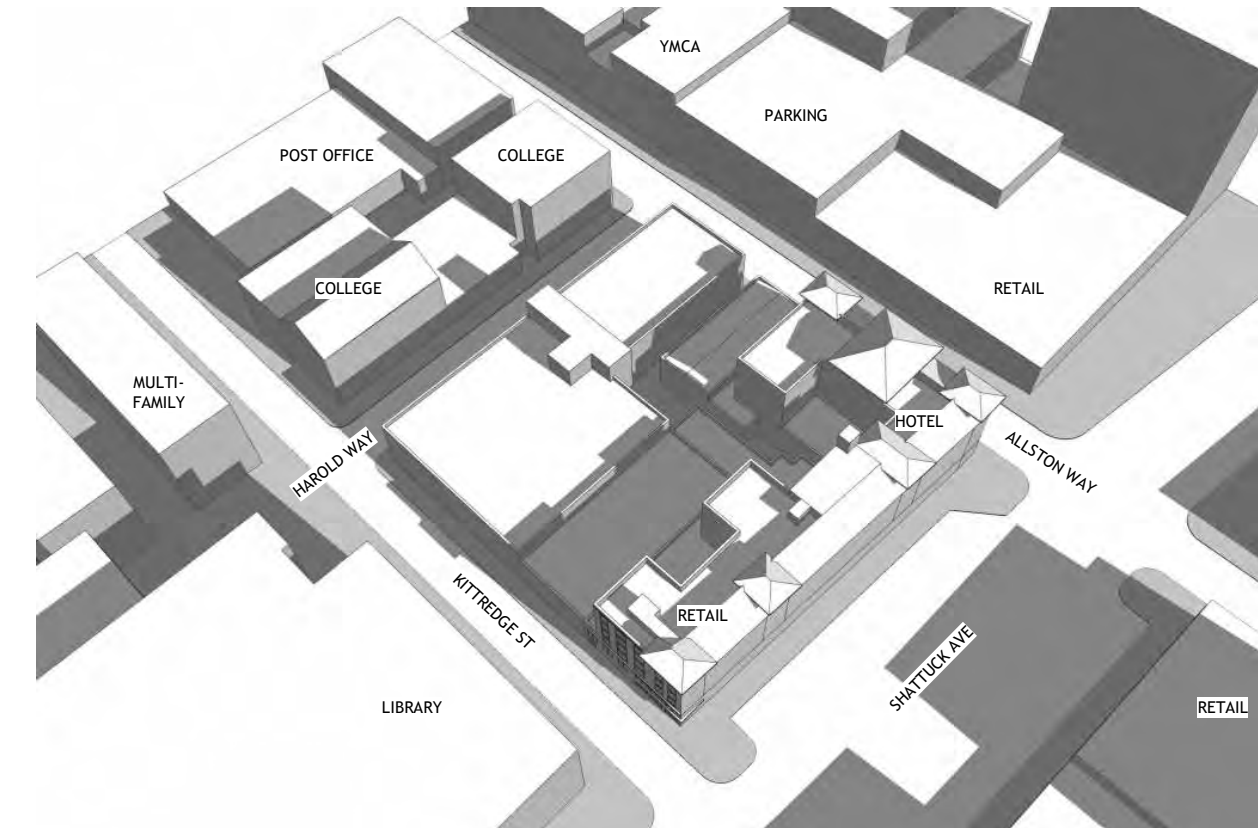 YMCA
PARKING
POST OFFICE
COLLEGE
COLLEGE
RETAIL
MULTI-
FAMILY
HOTEL
HAROLD WAY
ALLSTON WAY
KITTREDGE ST
RETAIL
SHATTUCK AVE
LIBRARY
RETAIL